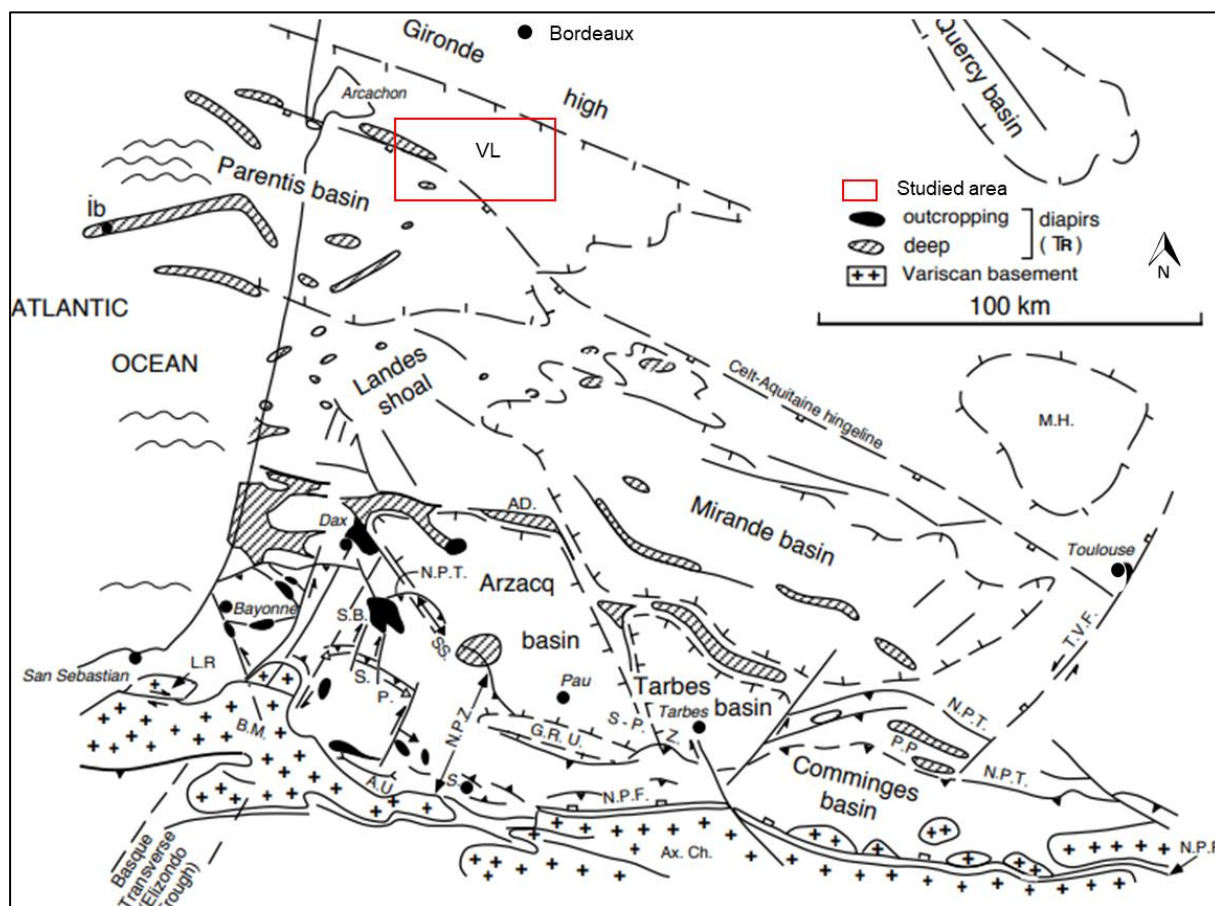 Bordeaux
Gironde
high
Quercy basin
Arcachon
VL
Parentis basin
İb
Studied area
outcropping
deep
diapirs
(TR)
Variscan basement
N
100 km
ATLANTIC
OCEAN
Landes
shoal
Celt-Aquitaine hingeline
M.H.
AD.
Mirande basin
Dax
Toulouse
N.P.T.
Arzacq
basin
Bayonne
S.B.
SS.
T.V.F.
San Sebastian
L.R
S.
P.
Pau
Tarbes
basin
S - P.
Z.
Tarbes
N.P.T.
B.M.
N.P.Z.
G. R. U.
P.P.
N.P.T.
Comminges
basin
A.U
S.
N.P.F.
Ax. Ch.
N.P.F
Basque
Transverse
(Elizondo
trough)